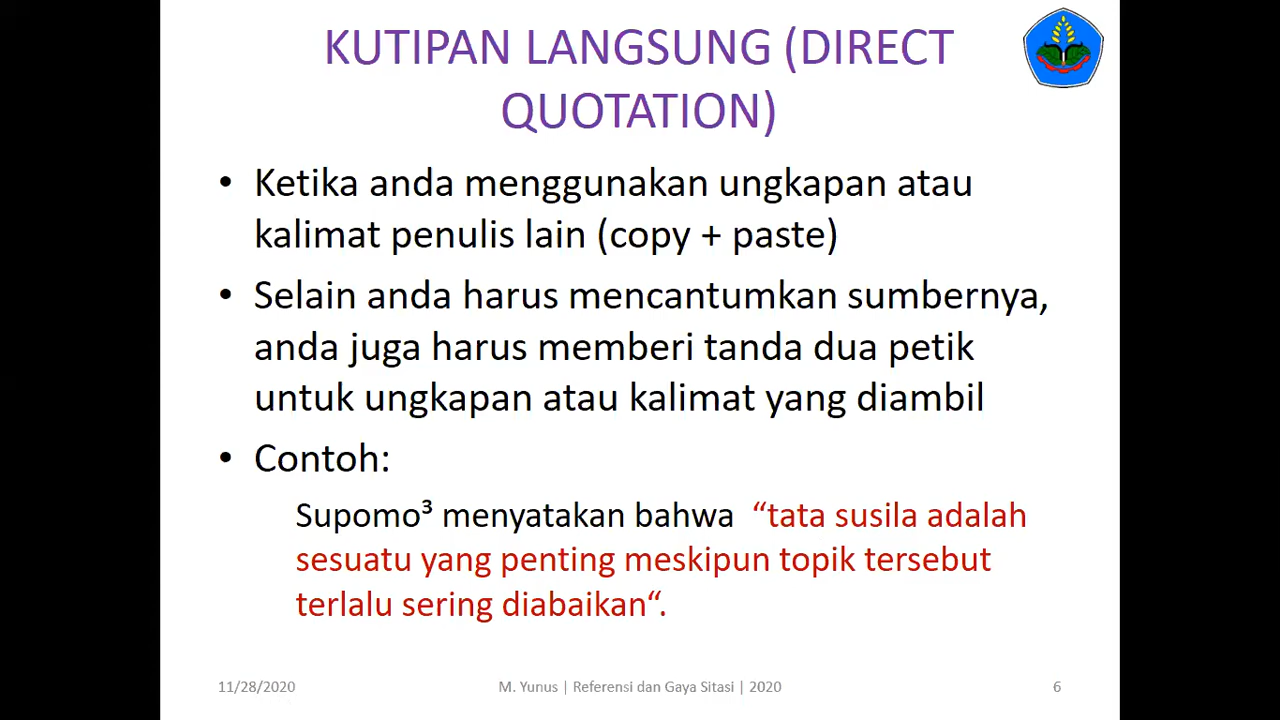 KUTIPAN LANGSUNG (DIRECT
QUOTATION)
• Ketika anda menggunakan ungkapan atau
kalimat penulis lain (copy + paste)
• Selain anda harus mencantumkan sumbernya,
anda juga harus memberi tanda dua petik
untuk ungkapan atau kalimat yang diambil
• Contoh:
Supomo³ menyatakan bahwa “tata susila adalah
sesuatu yang penting meskipun topik tersebut
terlalu sering diabaikan“.
11/28/2020
M. Yunus | Referensi dan Gaya Sitasi | 2020
6